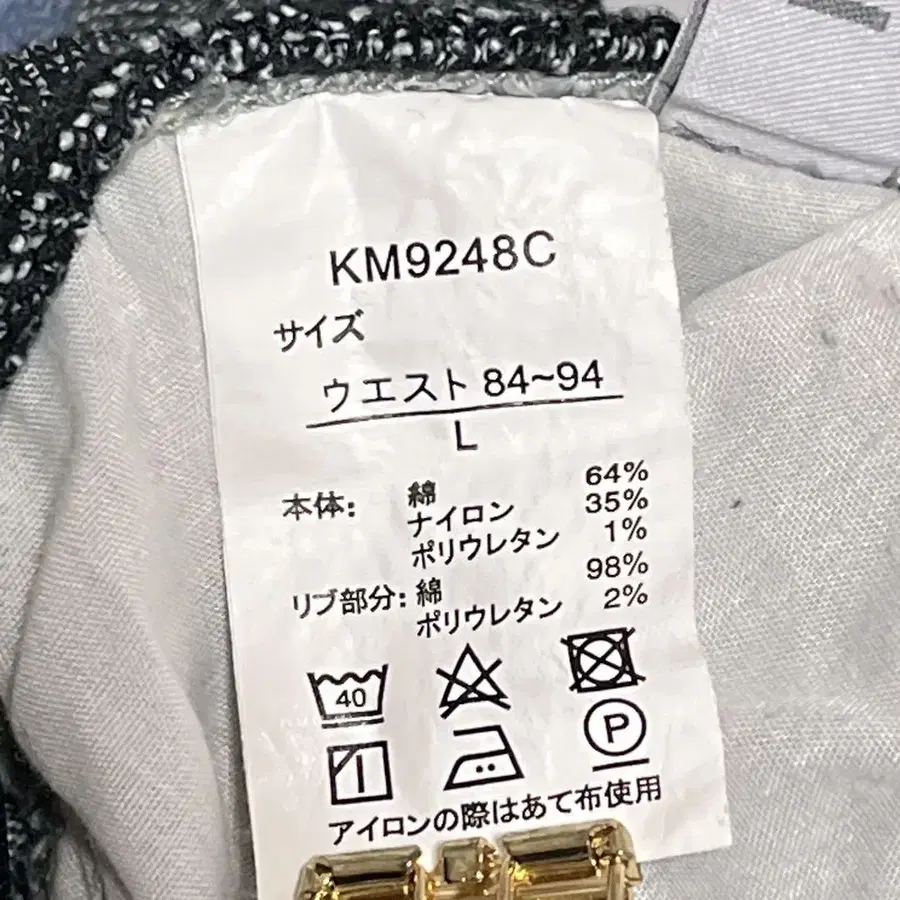 KM9248C
サイズ
ウエスト 84~94
L
本体: 綿 64%
ナイロン 35%
ポリウレタン 1%
リブ部分: 綿 98%
ポリウレタン 2%
40
P
アイロンの際はあて布使用